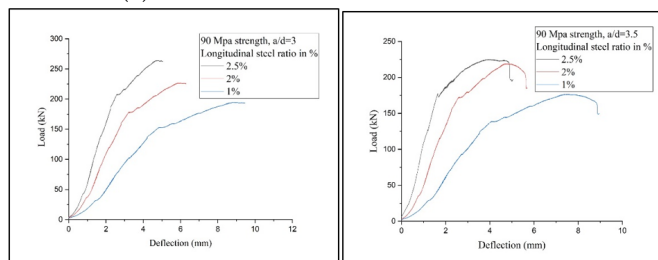 90 Mpa strength, a/d=3
Longitudinal steel ratio in %
2.5%
2%
1%
300
250
200
150
100
50
0
Load (kN)
0 2 4 6 8 10 12
Deflection (mm)
90 Mpa strength, a/d=3.5
Longitudinal steel ratio in %
2.5%
2%
1%
250
200
150
100
50
0
Load (kN)
0 2 4 6 8 10
Deflection (mm)